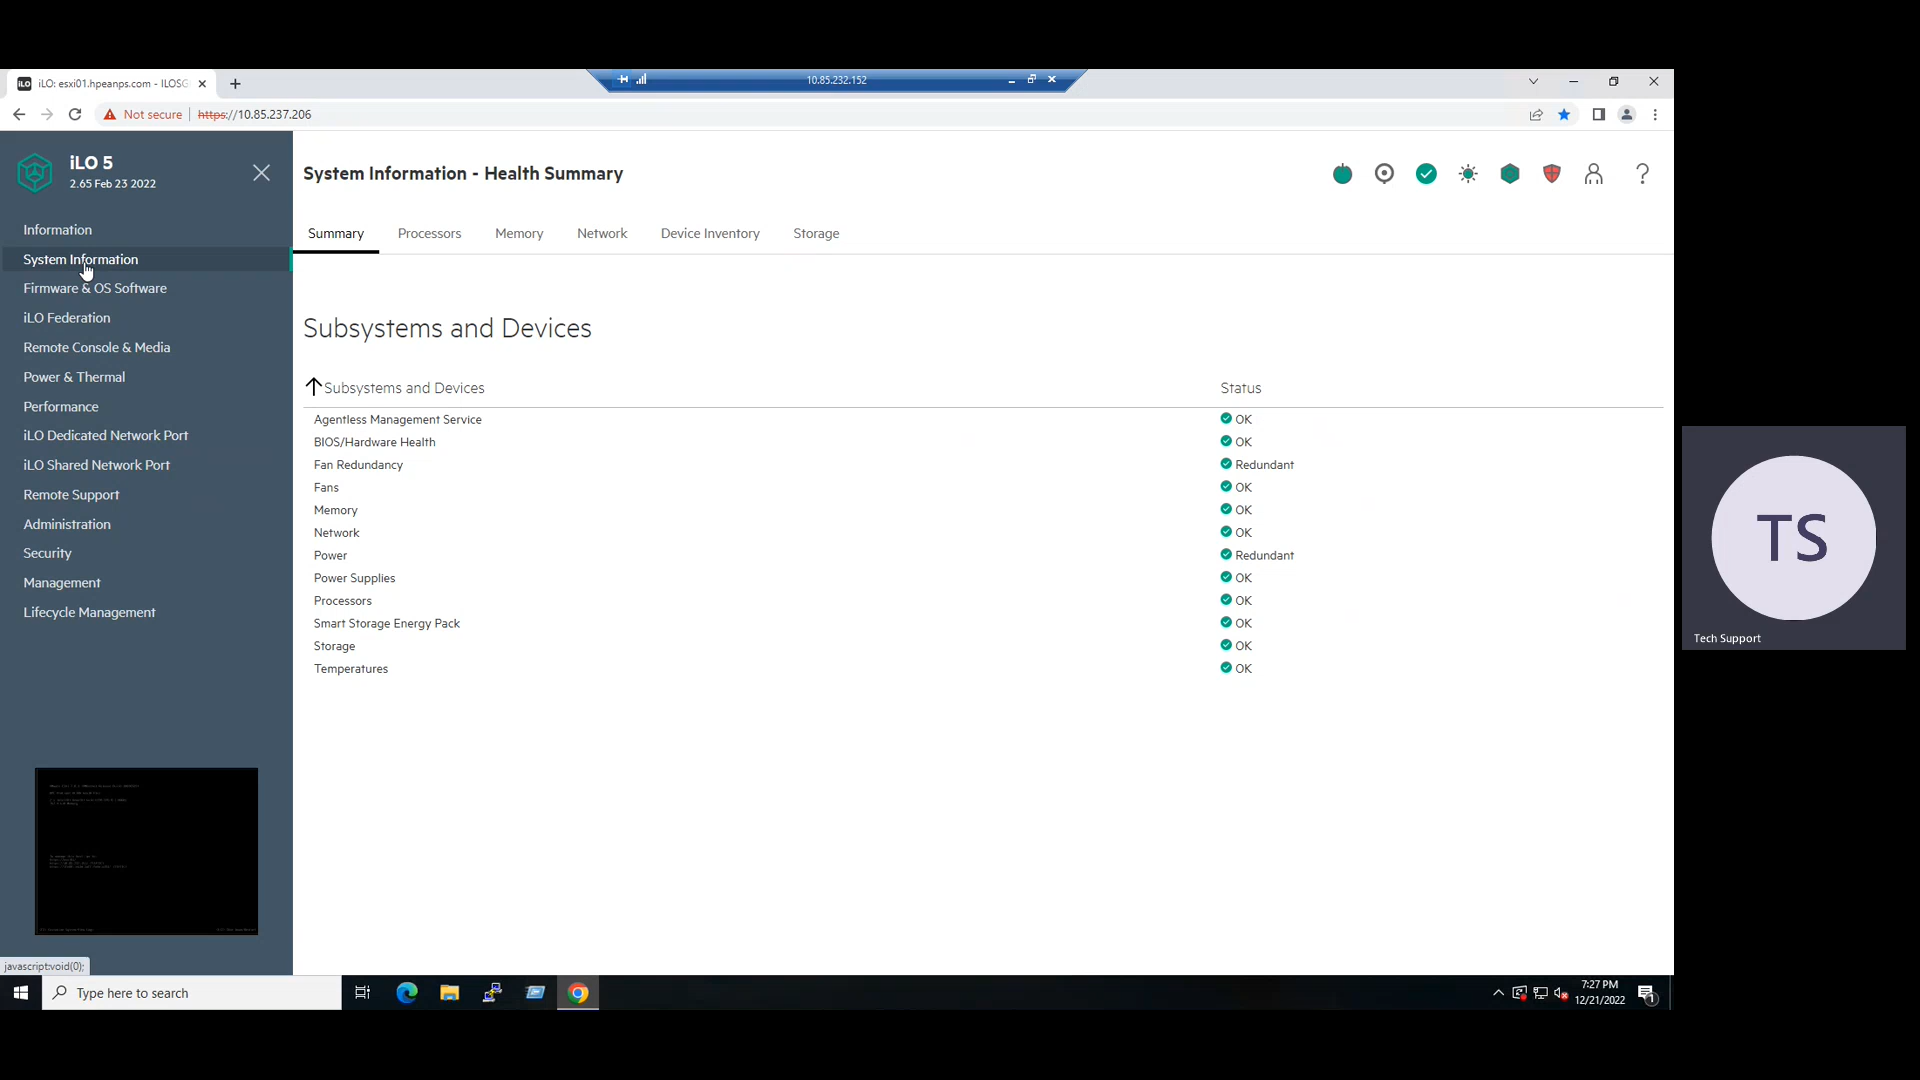 iLO: esxi01.hpeanps.com - ILOSG
10.85.232.152
Not secure https://10.85.237.206
iLO 5
2.65 Feb 23 2022
Information
System Information
Firmware & OS Software
iLO Federation
Remote Console & Media
Power & Thermal
Performance
iLO Dedicated Network Port
iLO Shared Network Port
Remote Support
Administration
Security
Management
Lifecycle Management
javascript:void(0);
System Information - Health Summary
Summary Processors Memory Network Device Inventory Storage
Subsystems and Devices
Subsystems and Devices Status
Agentless Management Service OK
BIOS/Hardware Health OK
Fan Redundancy Redundant
Fans OK
Memory OK
Network OK
Power Redundant
Power Supplies OK
Processors OK
Smart Storage Energy Pack OK
Storage OK
Temperatures OK
TS
Tech Support
Type here to search
7:27 PM
12/21/2022
1